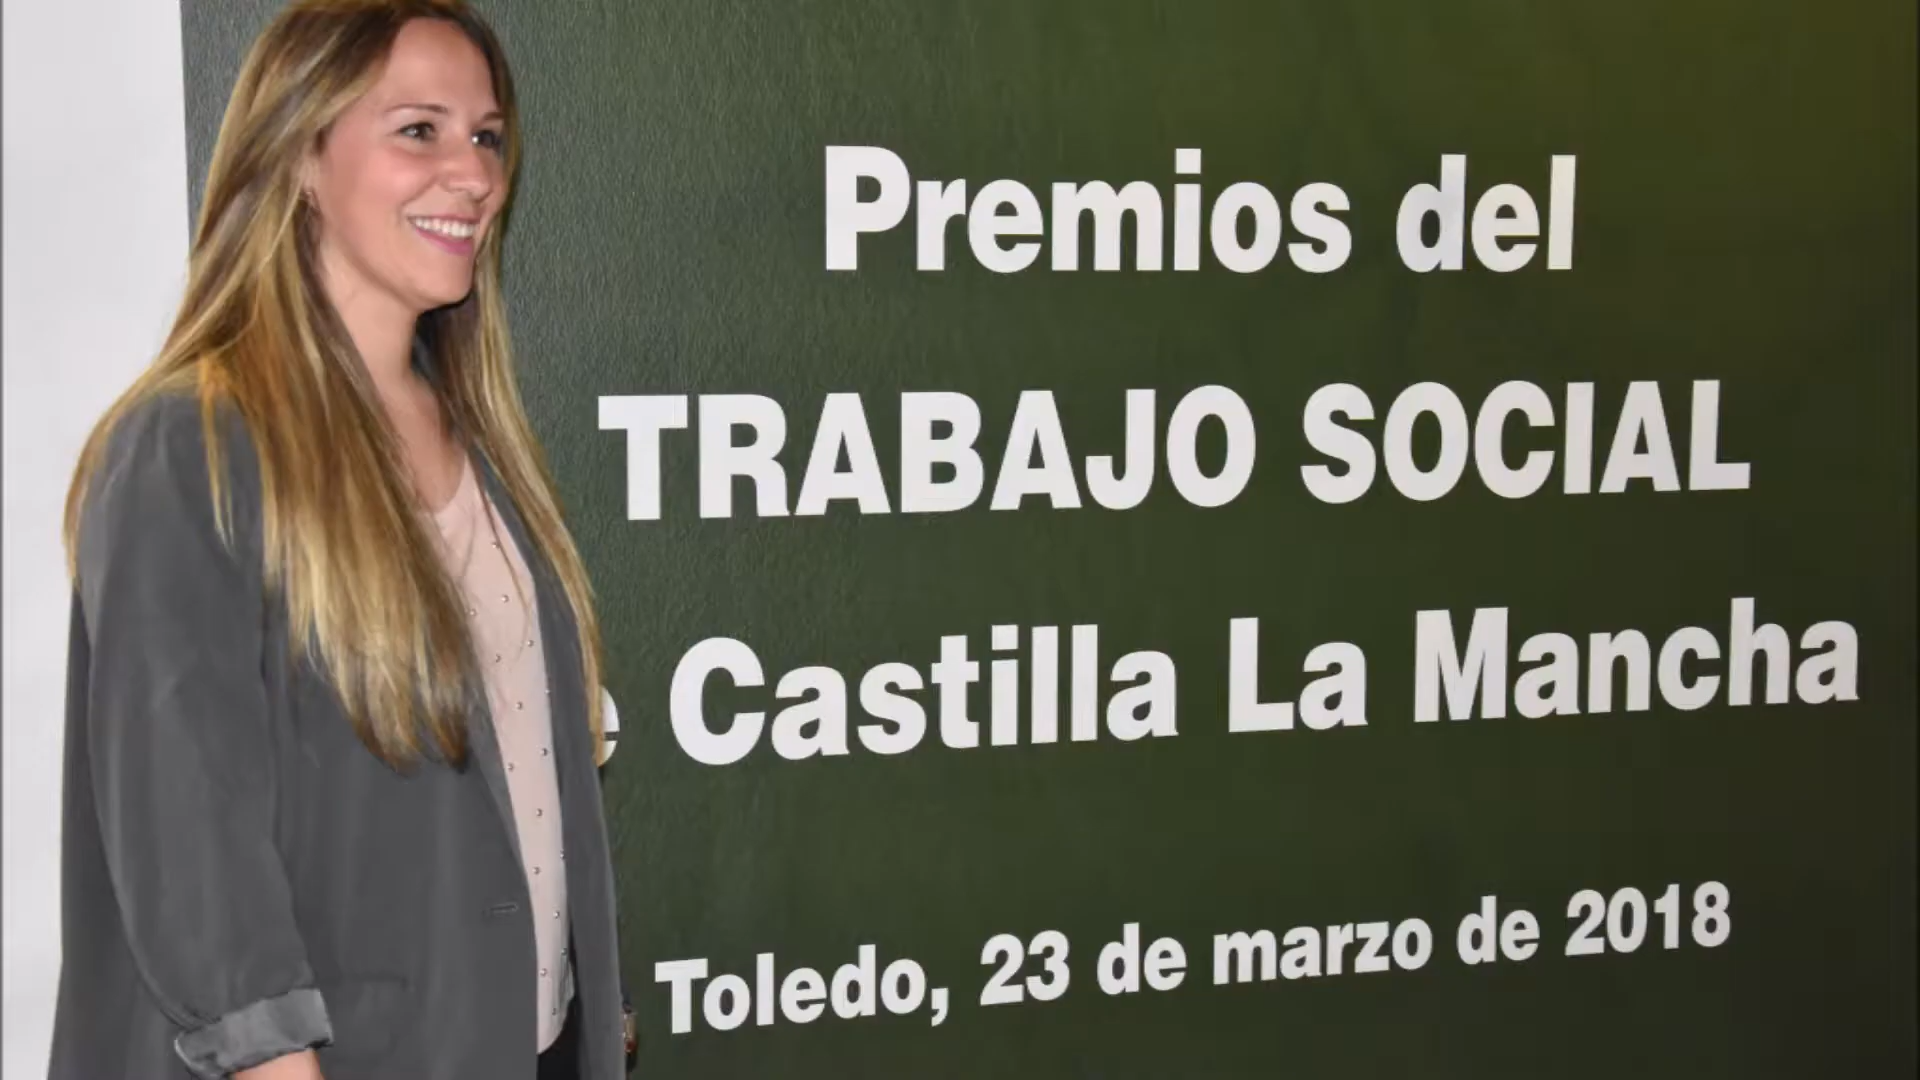 Premios del
TRABAJO SOCIAL
e Castilla La Mancha
Toledo, 23 de marzo de 2018